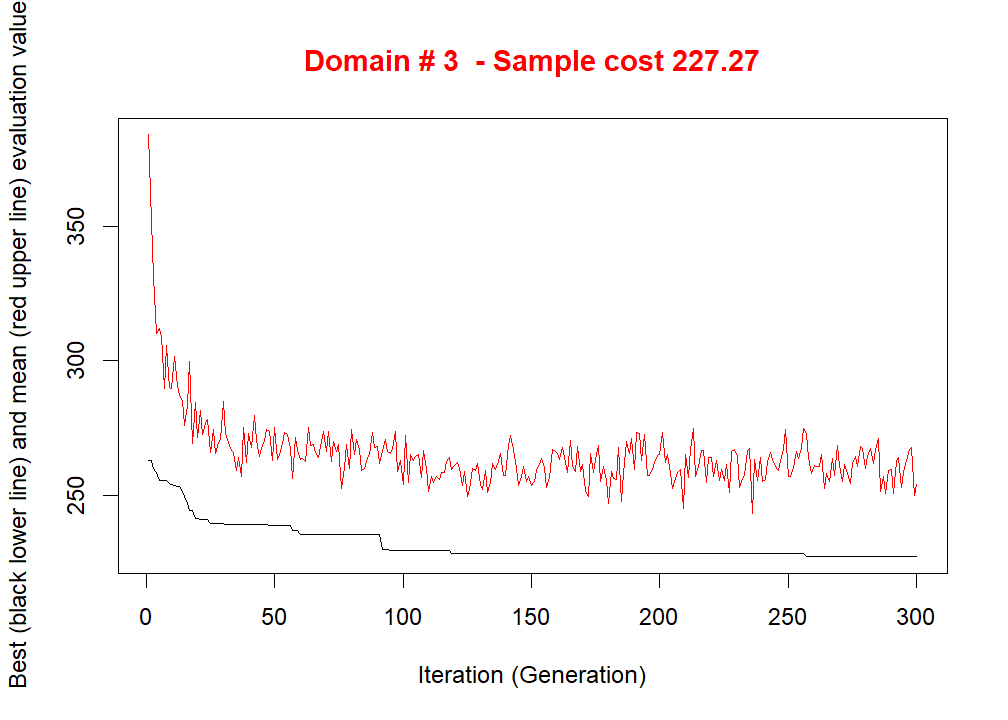 Domain # 3  - Sample cost 227.27
Best (black lower line) and mean (red upper line) evaluation value
350
300
250
0 50 100 150 200 250 300
Iteration (Generation)